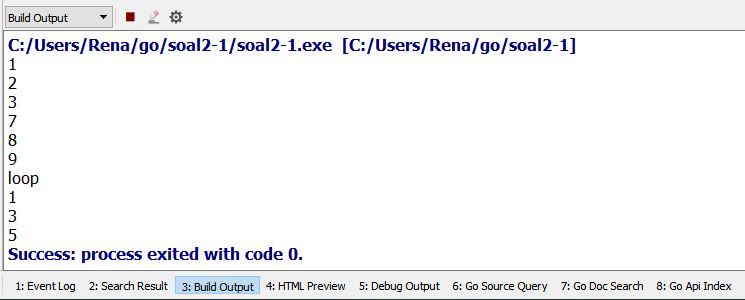 Build Output
C:/Users/Rena/go/soal2-1/soal2-1.exe  [C:/Users/Rena/go/soal2-1]
1
2
3
7
8
9
loop
1
3
5
Success: process exited with code 0.
1: Event Log 2: Search Result 3: Build Output 4: HTML Preview 5: Debug Output 6: Go Source Query 7: Go Doc Search 8: Go Api Index